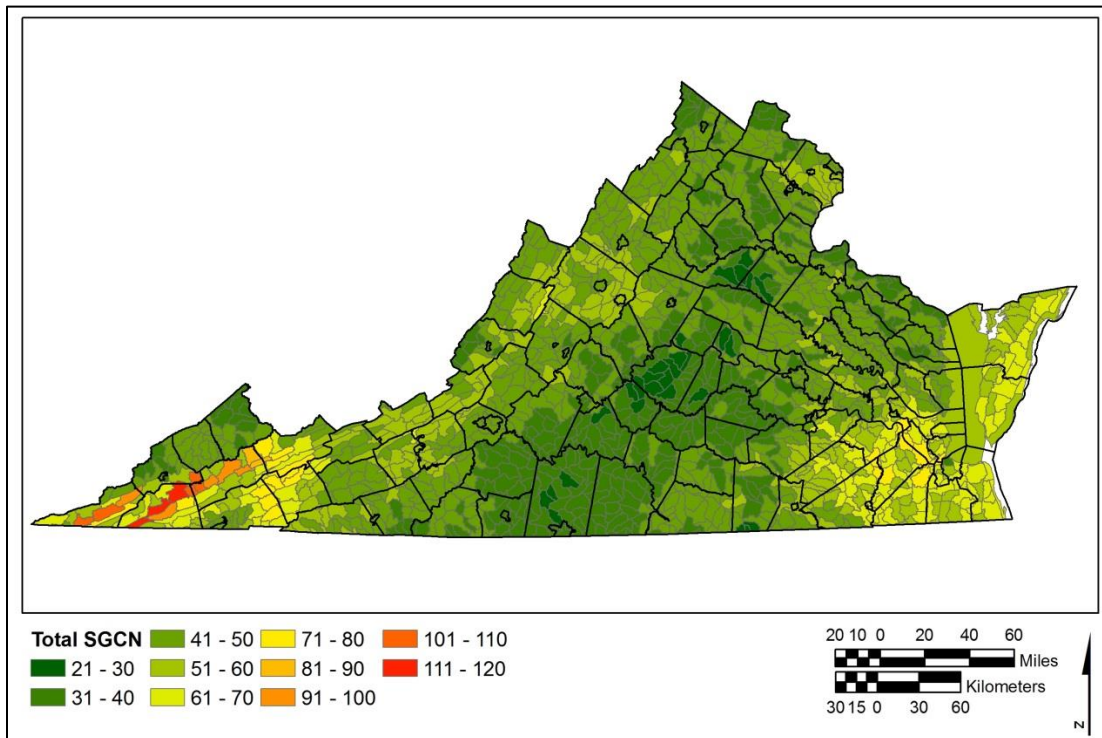 Total SGCN
21 - 30
31 - 40
41 - 50
51 - 60
61 - 70
71 - 80
81 - 90
91 - 100
101 - 110
111 - 120
20 10 0 20 40 60
Miles
Kilometers
30 15 0 30 60
N